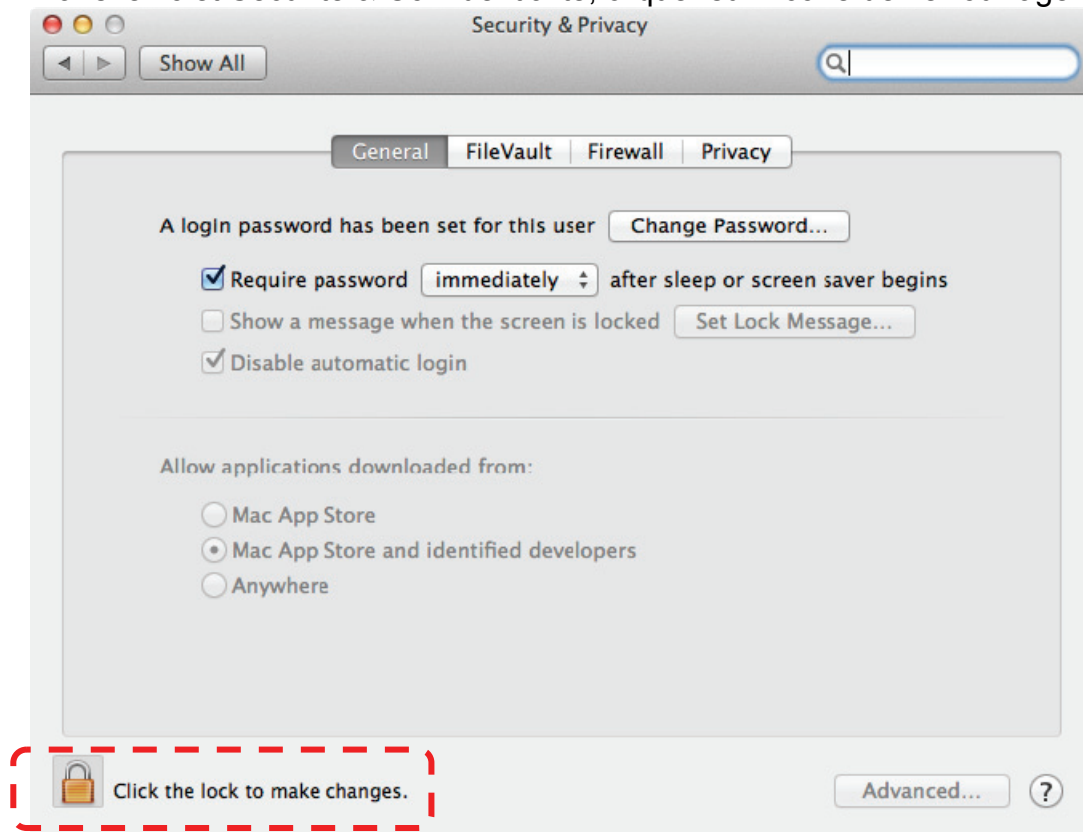 Security & Privacy
Show All
General FileVault Firewall Privacy
A login password has been set for this user Change Password...
Require password immediately after sleep or screen saver begins
Show a message when the screen is locked Set Lock Message...
Disable automatic login
Allow applications downloaded from:
Mac App Store
Mac App Store and identified developers
Anywhere
Click the lock to make changes.
Advanced... ?